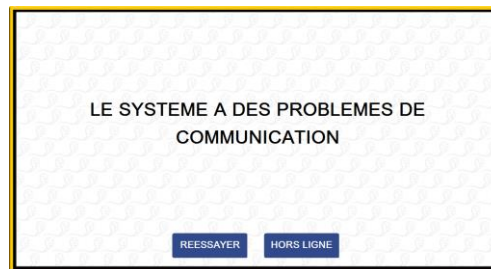 LE SYSTEME A DES PROBLEMES DE
COMMUNICATION
REESSAYER HORS LIGNE